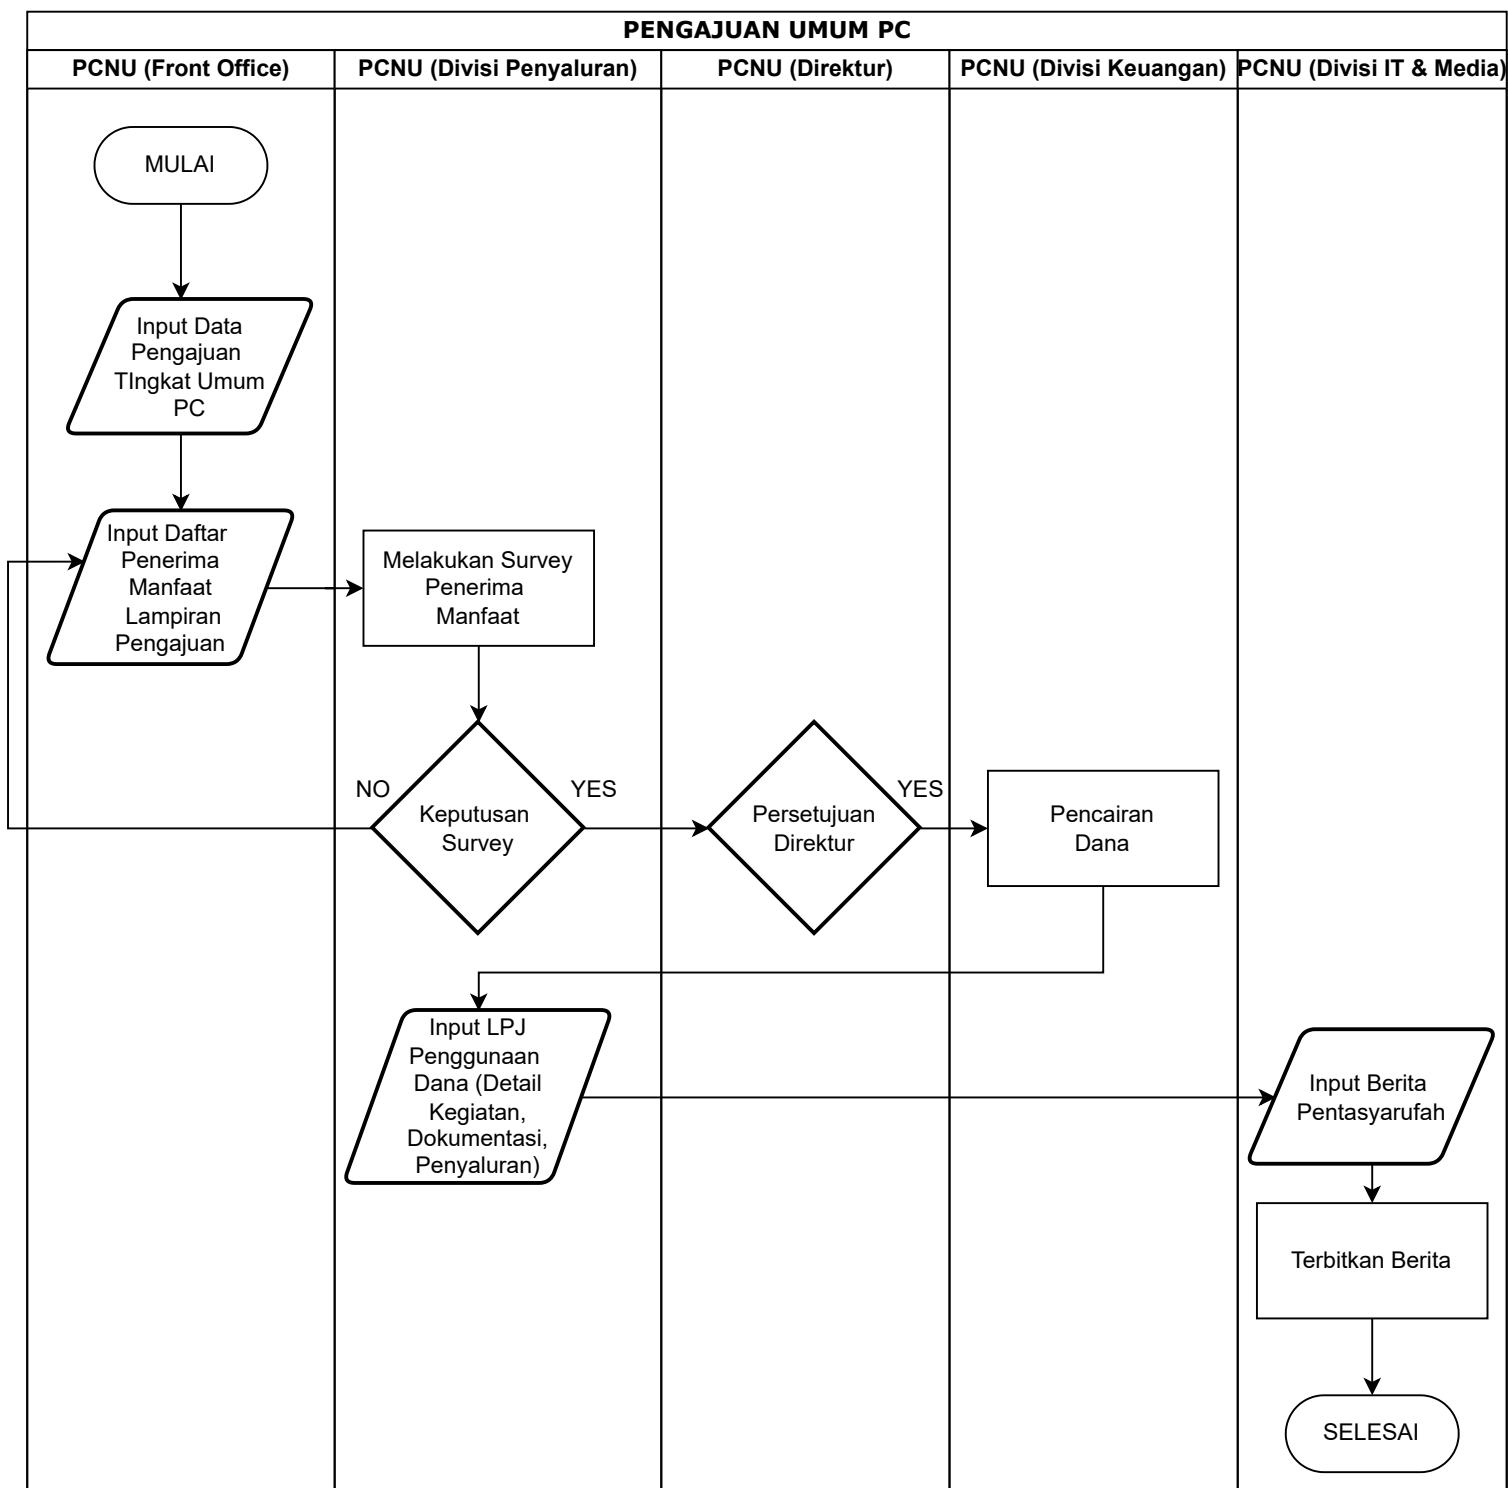 PENGAJUAN UMUM PC
PCNU (Front Office)
PCNU (Divisi Penyaluran)
PCNU (Direktur)
PCNU (Divisi Keuangan)
PCNU (Divisi IT & Media)
MULAI
Input Data
Pengajuan
TIngkat Umum
PC
Input Daftar
Penerima
Manfaat
Lampiran
Pengajuan
Melakukan Survey
Penerima
Manfaat
NO
Keputusan
Survey
YES
Persetujuan
Direktur
YES
Pencairan
Dana
Input LPJ
Penggunaan
Dana (Detail
Kegiatan,
Dokumentasi,
Penyaluran)
Input Berita
Pentasyarufah
Terbitkan Berita
SELESAI